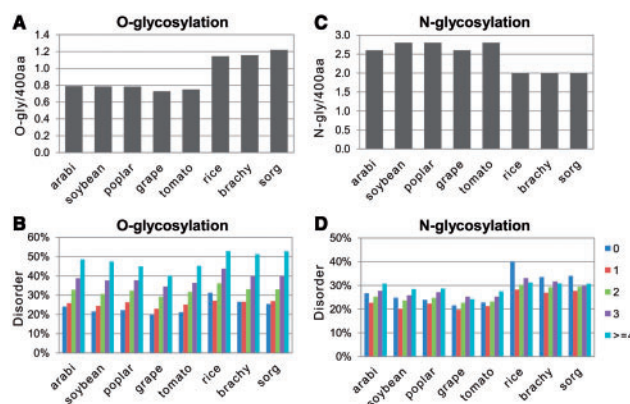 A
O-glycosylation
O-gly/400aa
1.4
1.2
1.0
0.8
0.6
0.4
0.2
0.0
arabi
soybean
poplar
grape
tomato
rice
brachy
sorg
C
N-glycosylation
N-gly/400aa
3.0
2.5
2.0
1.5
1.0
0.5
0.0
arabi
soybean
poplar
grape
tomato
rice
brachy
sorg
B
O-glycosylation
Disorder
60%
50%
40%
30%
20%
10%
0%
arabi
soybean
poplar
grape
tomato
rice
brachy
sorg
D
N-glycosylation
Disorder
50%
40%
30%
20%
10%
0%
arabi
soybean
poplar
grape
tomato
rice
brachy
sorg
0
1
2
3
>=4